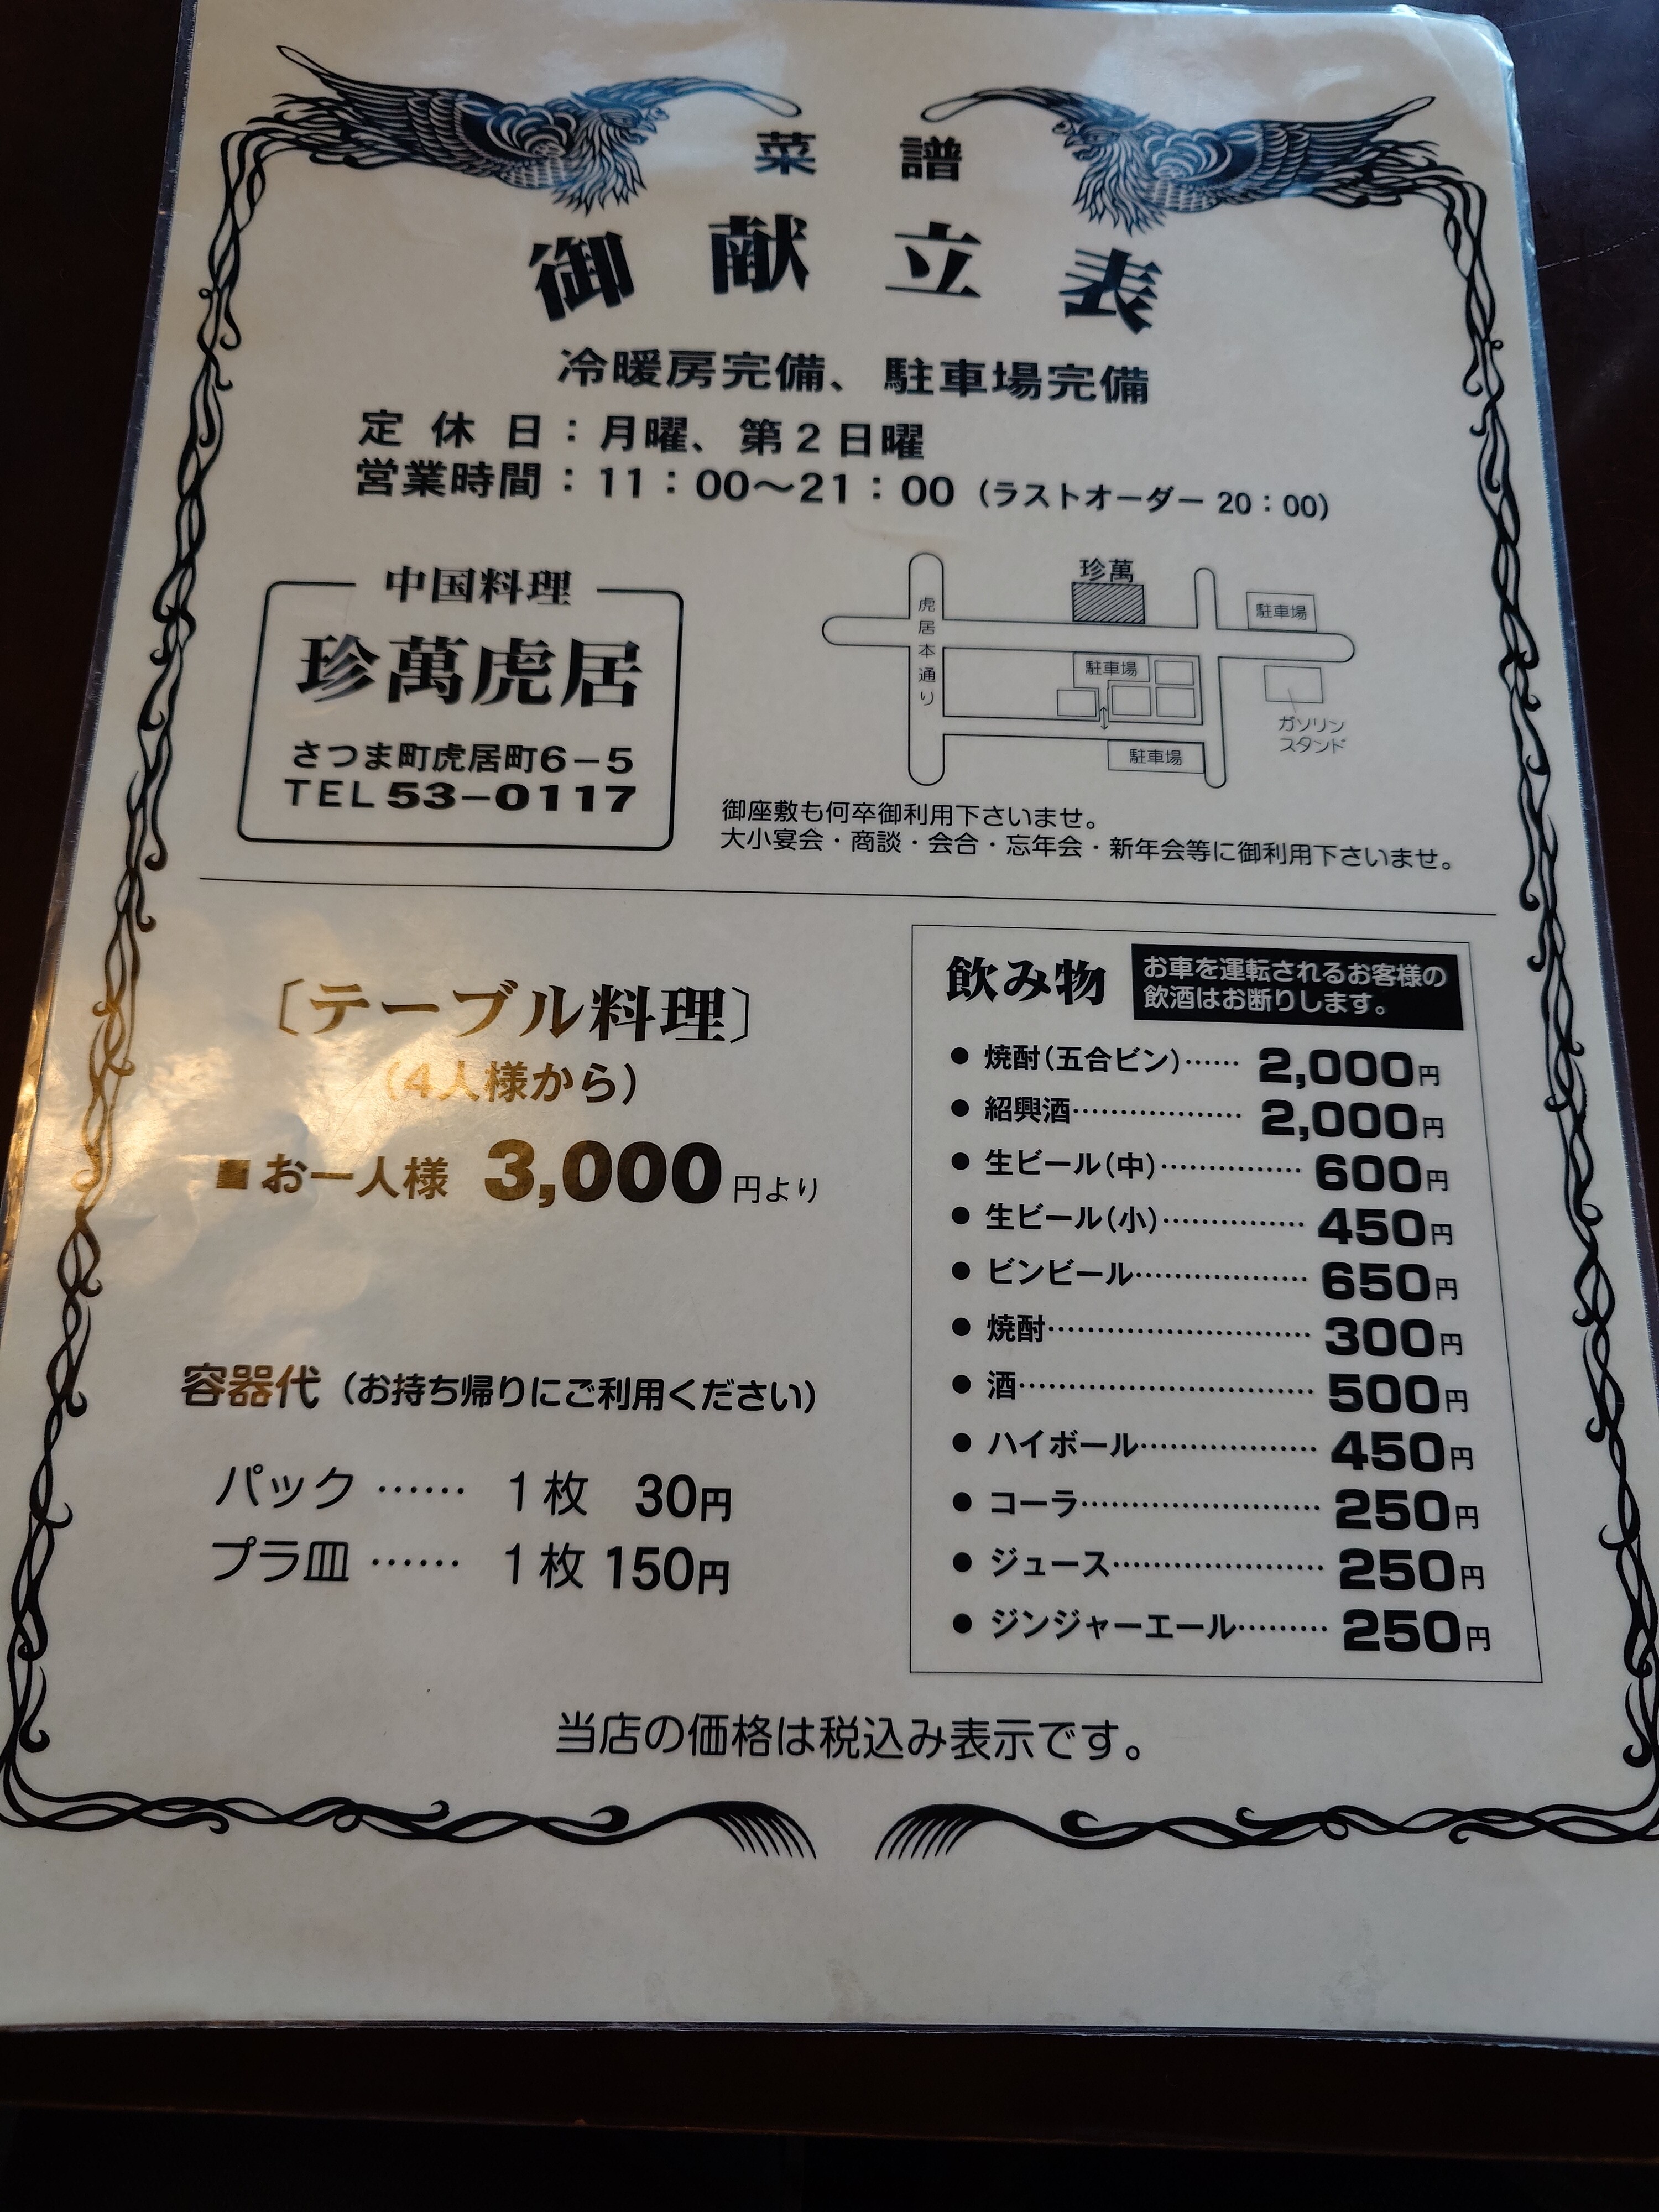 菜譜
御献立表
冷暖房完備、駐車場完備
定休日：月曜、第2日曜
営業時間：11：00～21：00（ラストオーダー 20：00）
中国料理
珍萬虎居
さつま町虎居町6－5
TEL 53－0117
珍萬
虎居本通り
駐車場
駐車場
ガソリン
スタンド
駐車場
御座敷も何卒御利用下さいませ。
大小宴会・商談・会合・忘年会・新年会等に御利用下さいませ。
〔テーブル料理〕
（4人様から）
■お一人様 3,000円より
容器代（お持ち帰りにご利用ください）
パック …… 1枚 30円
プラ皿 …… 1枚 150円
飲み物
お車を運転されるお客様の
飲酒はお断りします。
● 焼酎（五合ビン）…… 2,000円
● 紹興酒……………… 2,000円
● 生ビール（中）…………… 600円
● 生ビール（小）…………… 450円
● ビンビール……………… 650円
● 焼酎……………………… 300円
● 酒………………………… 500円
● ハイボール……………… 450円
● コーラ…………………… 250円
● ジュース………………… 250円
● ジンジャーエール……… 250円
当店の価格は税込み表示です。